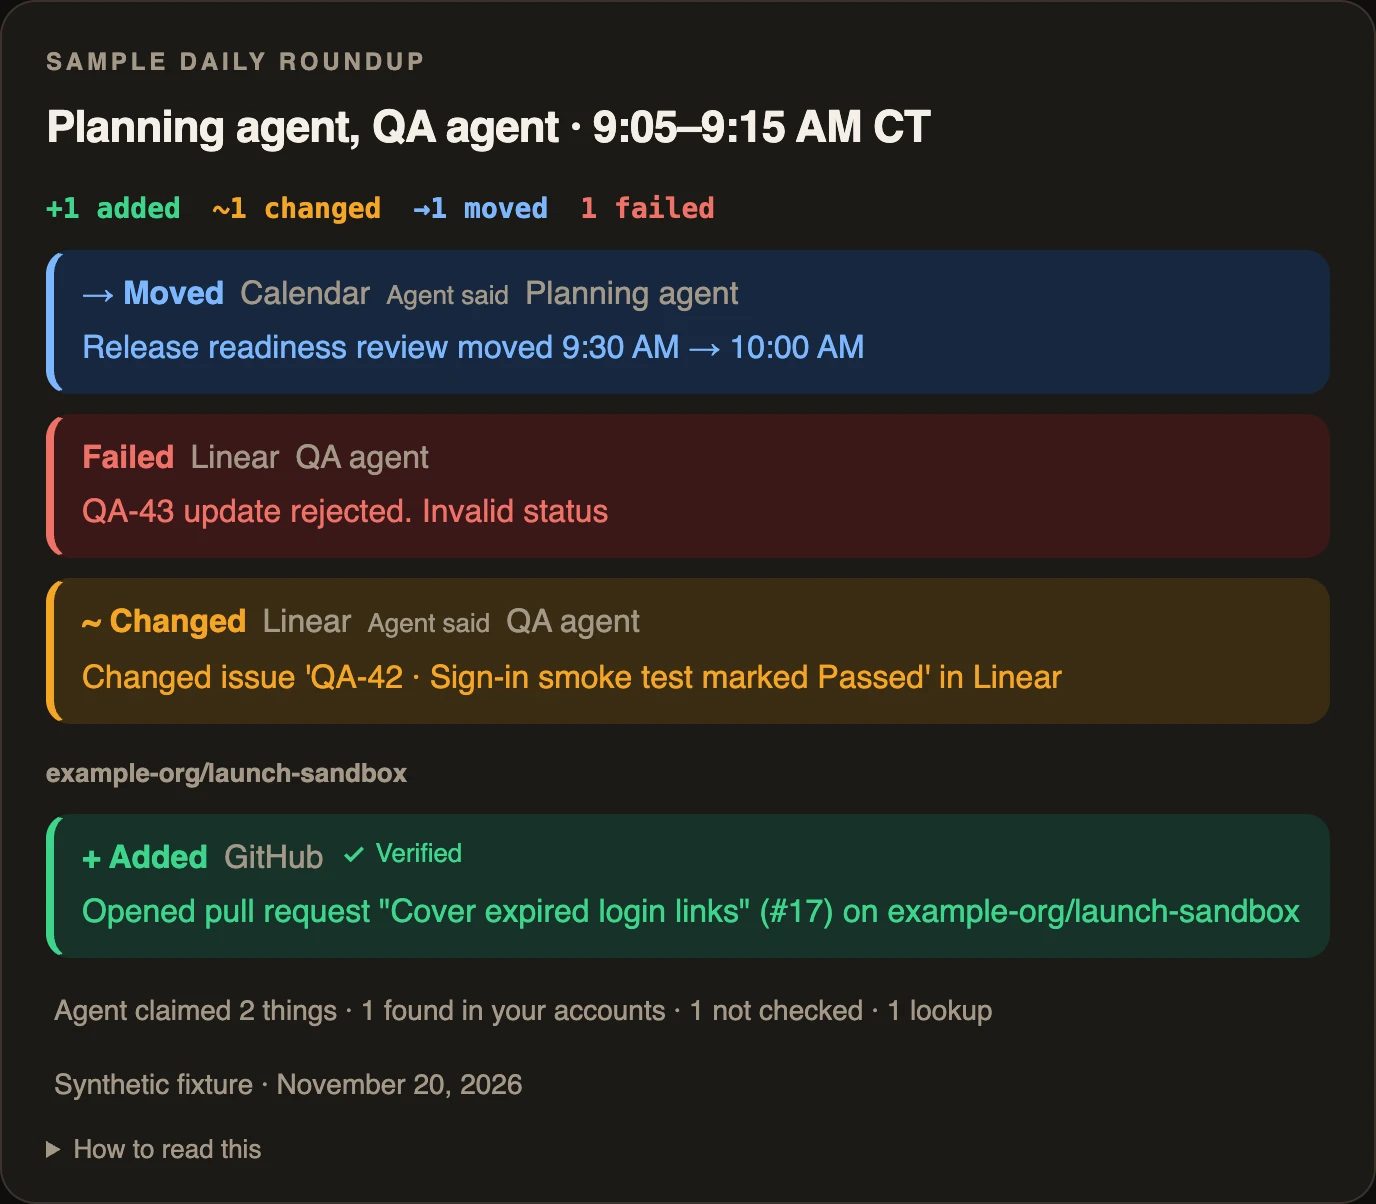 SAMPLE DAILY ROUNDUP
Planning agent, QA agent · 9:05–9:15 AM CT
+1 added ~1 changed →1 moved 1 failed
→ Moved Calendar Agent said Planning agent
Release readiness review moved 9:30 AM → 10:00 AM
Failed Linear QA agent
QA-43 update rejected. Invalid status
~ Changed Linear Agent said QA agent
Changed issue 'QA-42 · Sign-in smoke test marked Passed' in Linear
example-org/launch-sandbox
+ Added GitHub ✓ Verified
Opened pull request "Cover expired login links" (#17) on example-org/launch-sandbox
Agent claimed 2 things · 1 found in your accounts · 1 not checked · 1 lookup
Synthetic fixture · November 20, 2026
▶ How to read this